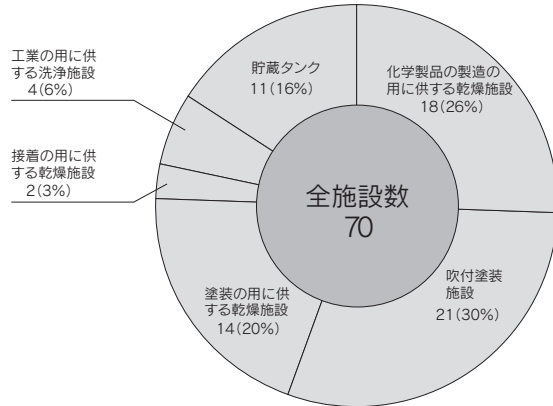 工業の用に供
する洗浄施設
4(6%)
貯蔵タンク
11(16%)
化学製品の製造の
用に供する乾燥施設
18(26%)
接着の用に供
する乾燥施設
2(3%)
全施設数
70
吹付塗装
施設
21(30%)
塗装の用に供
する乾燥施設
14(20%)